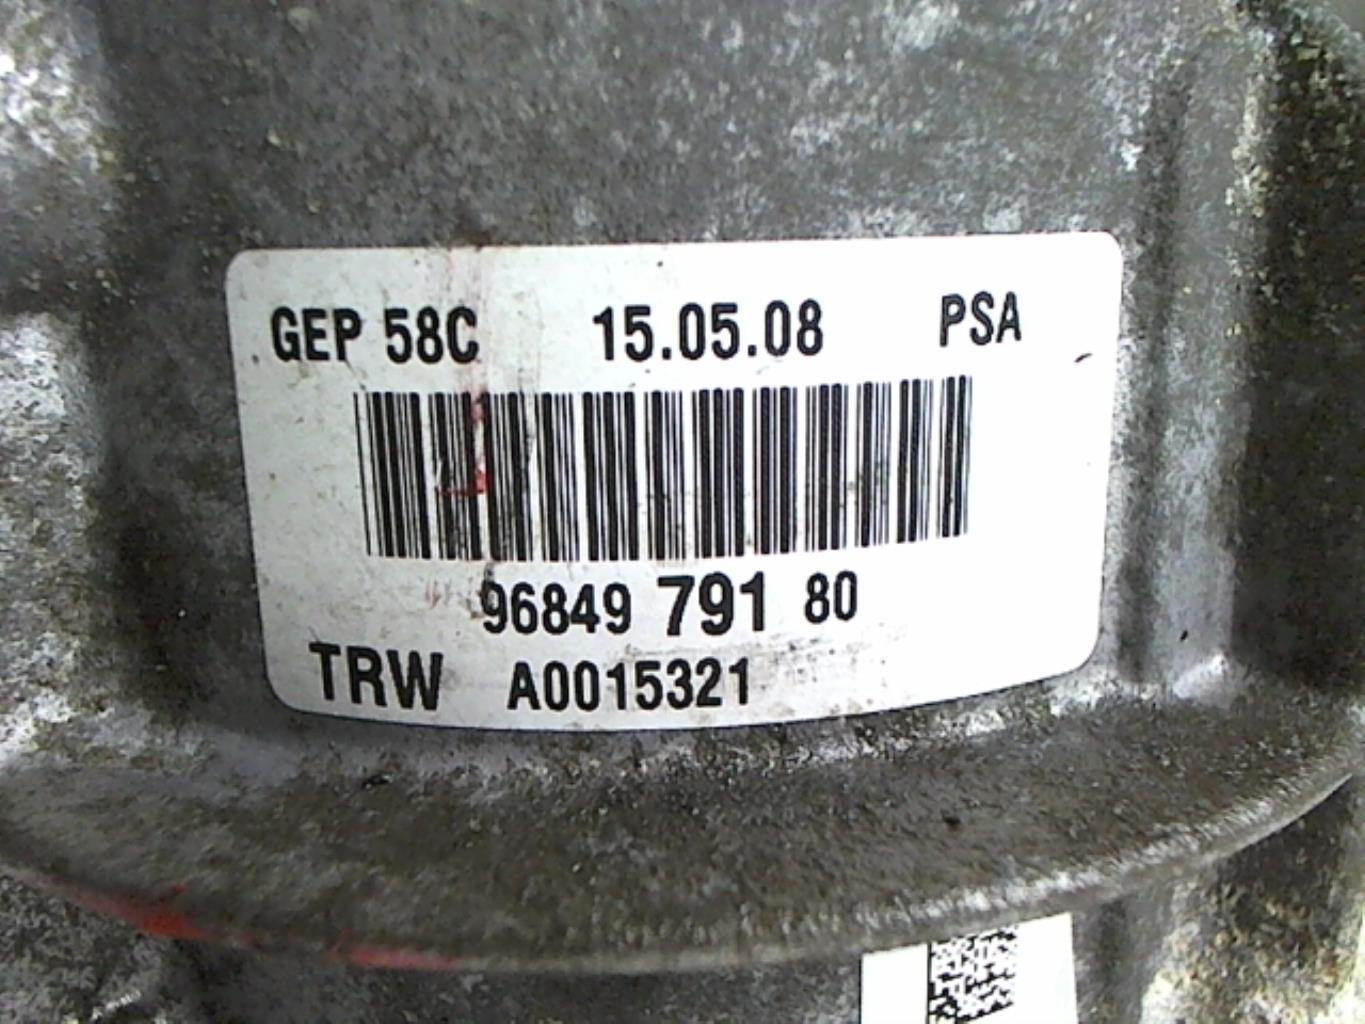 GEP 58C 15.05.08 PSA
96849 791 80
TRW A0015321